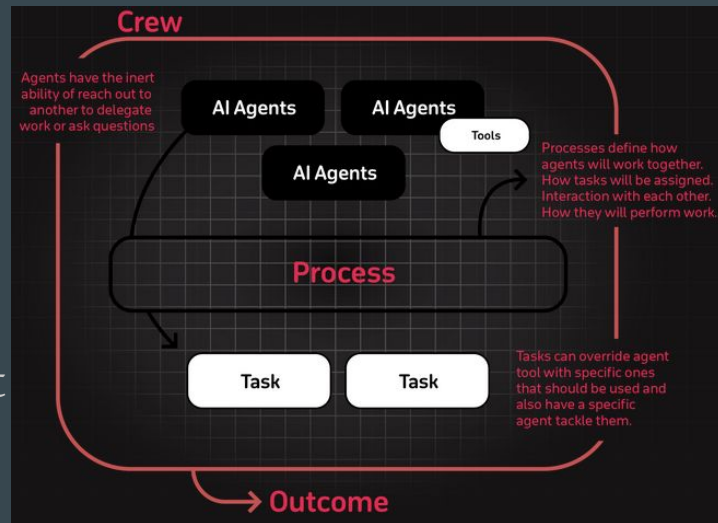 Crew
Agents have the inert
ability of reach out to
another to delegate
work or ask questions
AI Agents
AI Agents
Tools
AI Agents
Processes define how
agents will work together.
How tasks will be assigned.
Interaction with each other.
How they will perform work.
Process
Task
Task
Tasks can override agent
tool with specific ones
that should be used and
also have a specific
agent tackle them.
Outcome